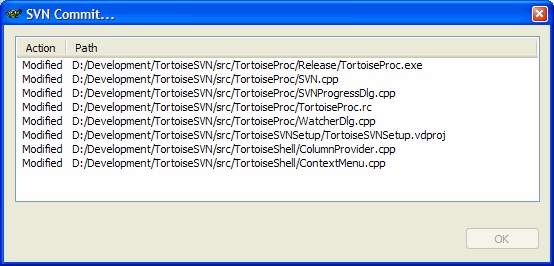 SVN Commit...
Action Path
Modified D:/Development/TortoiseSVN/src/TortoiseProc/Release/TortoiseProc.exe
Modified D:/Development/TortoiseSVN/src/TortoiseProc/SVN.cpp
Modified D:/Development/TortoiseSVN/src/TortoiseProc/SVNProgressDlg.cpp
Modified D:/Development/TortoiseSVN/src/TortoiseProc/TortoiseProc.rc
Modified D:/Development/TortoiseSVN/src/TortoiseProc/WatcherDlg.cpp
Modified D:/Development/TortoiseSVN/src/TortoiseSVNSetup/TortoiseSVNSetup.vdproj
Modified D:/Development/TortoiseSVN/src/TortoiseShell/ColumnProvider.cpp
Modified D:/Development/TortoiseSVN/src/TortoiseShell/ContextMenu.cpp
OK